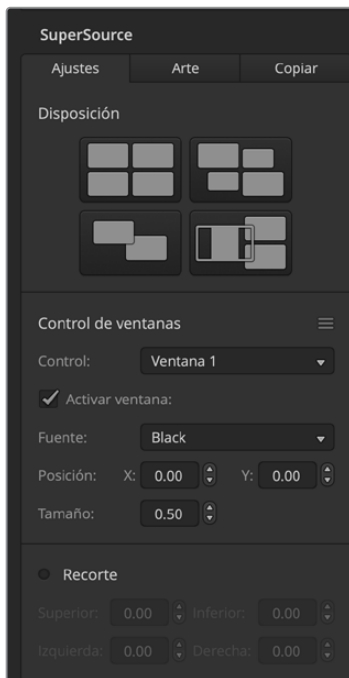 SuperSource
Ajustes Arte Copiar
Disposición
Control de ventanas
Control: Ventana 1
Activar ventana:
Fuente: Black
Posición: X: 0.00 Y: 0.00
Tamaño: 0.50
Recorte
Superior: 0.00 Inferior: 0.00
Izquierda: 0.00 Derecha: 0.00